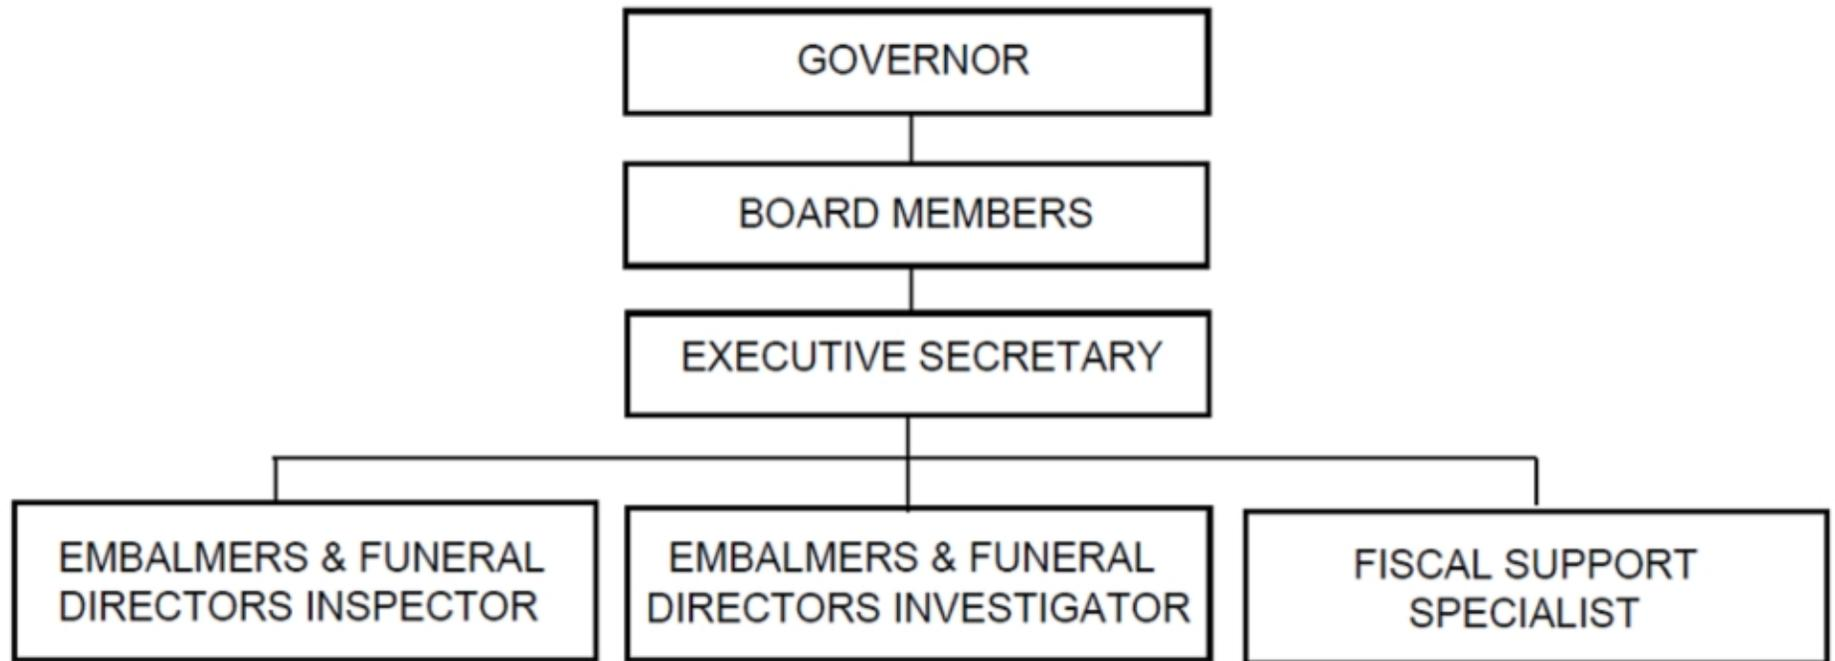 GOVERNOR
BOARD MEMBERS
EXECUTIVE SECRETARY
EMBALMERS & FUNERAL
DIRECTORS INSPECTOR
EMBALMERS & FUNERAL
DIRECTORS INVESTIGATOR
FISCAL SUPPORT
SPECIALIST